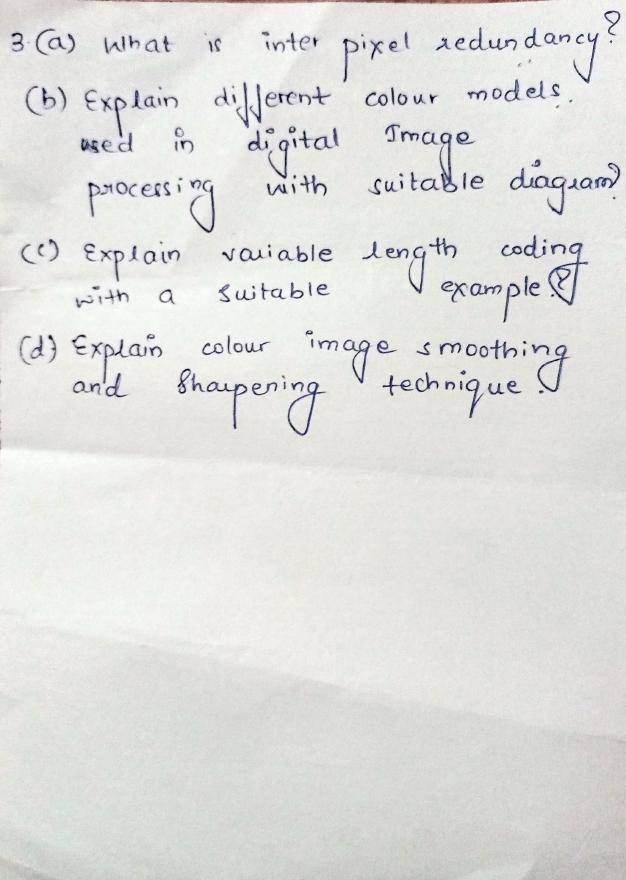 3.(a) What is inter pixel redundancy?
(b) Explain different colour models.
used in digital Image
processing with suitable diagram?
(c) Explain variable length coding
with a suitable example?
(d) Explain colour image smoothing
and Sharpening technique.